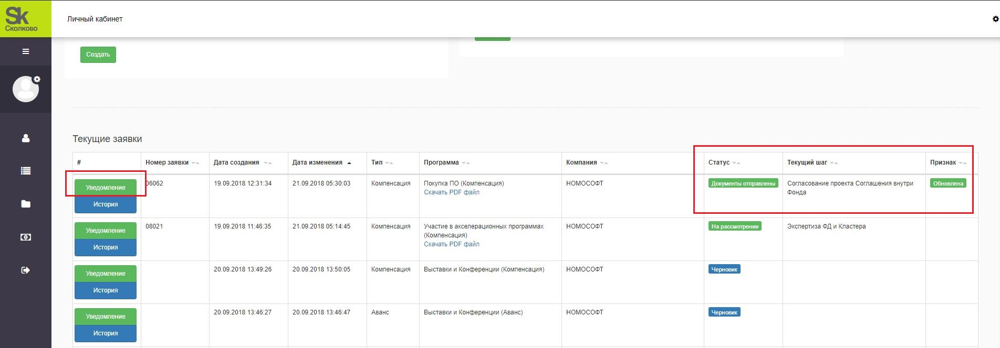 Sk
Сколково
Личный кабинет
Создать
Текущие заявки
# Номер заявки Дата создания Дата изменения Тип Программа Компания Статус Текущий шаг Признак
Уведомление 06062 19.09.2018 12:31:34 21.09.2018 05:30:03 Компенсация Покупка ПО (Компенсация) НОМОСОФТ Документы отправлены Согласование проекта Соглашения внутри Обновлена
Скачать PDF файл Фонда
История
Уведомление 08021 19.09.2018 11:46:35 21.09.2018 05:14:45 Компенсация Участие в акселерационных программах НОМОСОФТ На рассмотрении Экспертиза ФД и Кластера
(Компенсация)
История Скачать PDF файл
Уведомление 20.09.2018 13:49:26 20.09.2018 13:50:05 Компенсация Выставки и Конференции (Компенсация) НОМОСОФТ Черновик
История
Уведомление 20.09.2018 13:46:27 20.09.2018 13:46:47 Аванс Выставки и Конференции (Аванс) НОМОСОФТ Черновик
История